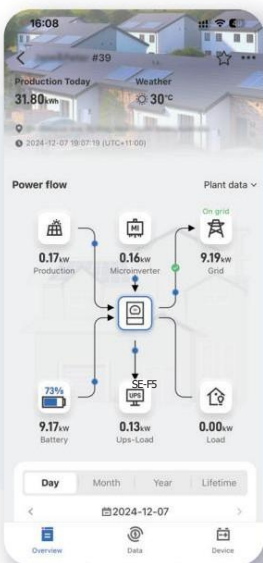 16:08
#39
Production Today
31.80kWh
Weather
30°C
2024-12-07 19:07:19 (UTC+11:00)
Power flow
Plant data
On grid
MI
0.17kW
0.16kW
9.19kW
Production
Microinverter
Grid
73%
SE-F5
UPS
9.17kW
0.13kW
0.00kW
Battery
Ups-Load
Load
Day
Month
Year
Lifetime
2024-12-07
Overview
Data
Device